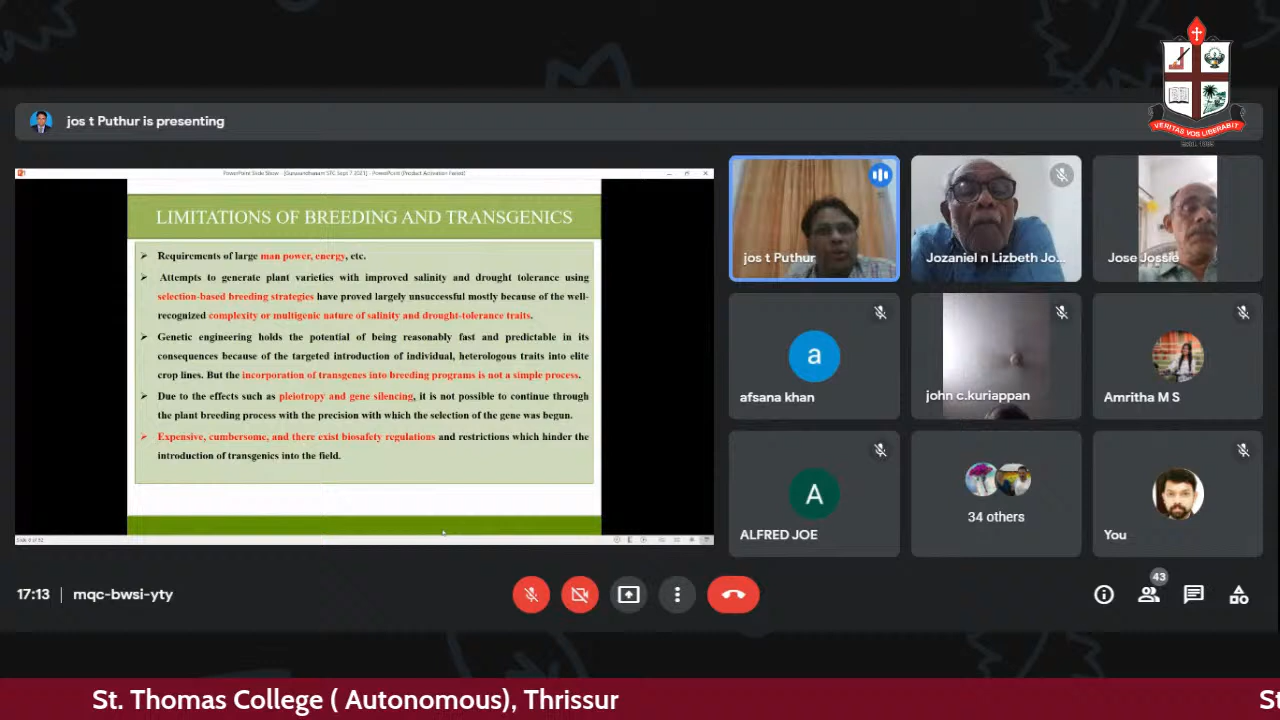 VERITAS VOS LIBERABIT
jos t Puthur is presenting
LIMITATIONS OF BREEDING AND TRANSGENICS
Requirements of large man power, energy, etc.
Attempts to generate plant varieties with improved salinity and drought tolerance using
selection-based breeding strategies have proved largely unsuccessful mostly because of the well-
recognized complexity or multigenic nature of salinity and drought-tolerance traits.
Genetic engineering holds the potential of being reasonably fast and predictable in its
consequences because of the targeted introduction of individual, heterologous traits into elite
crop lines. But the incorporation of transgenes into breeding programs is not a simple process.
Due to the effects such as pleiotropy and gene silencing, it is not possible to continue through
the plant breeding process with the precision with which the selection of the gene was begun.
Expensive, cumbersome, and there exist biosafety regulations and restrictions which hinder the
introduction of transgenics into the field.
jos t Puthur
Jozaniel n Lizbeth Jo...
Jose Jossie
a
afsana khan
john c.kuriappan
Amritha M S
A
ALFRED JOE
34 others
You
17:13 | mqc-bwsi-yty
43
St. Thomas College ( Autonomous), Thrissur
St